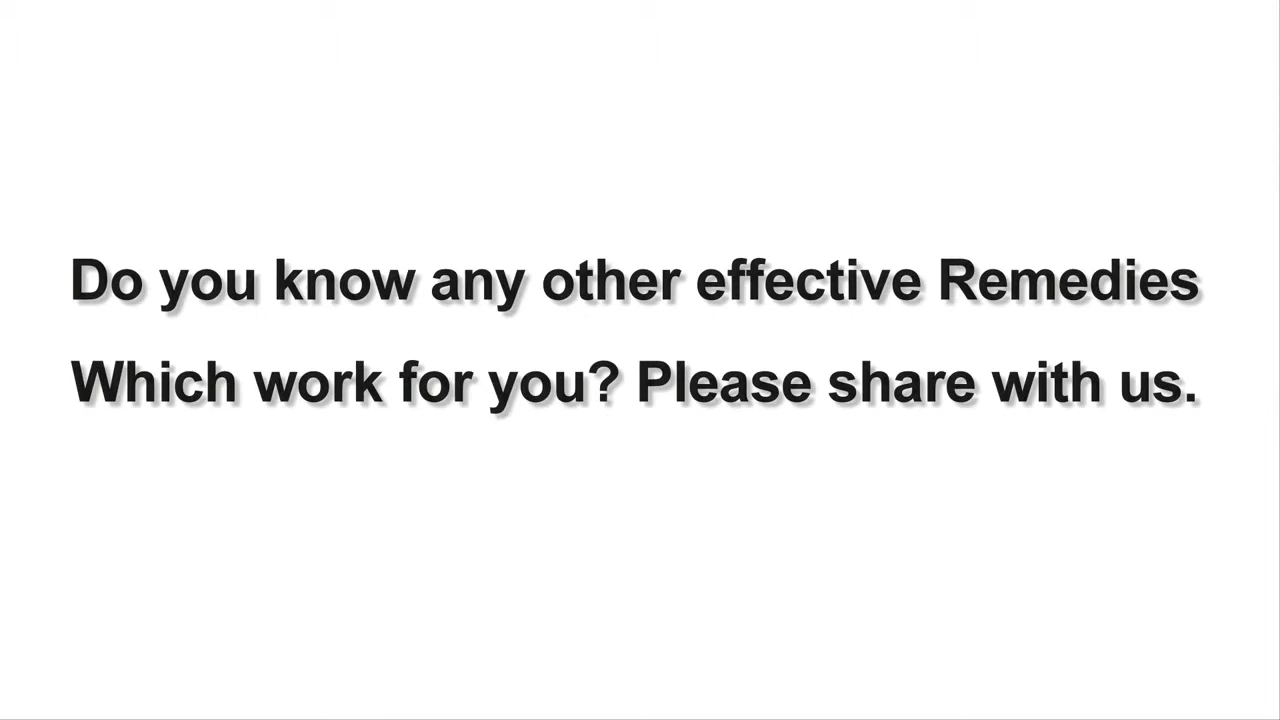 Do you know any other effective Remedies
Which work for you? Please share with us.